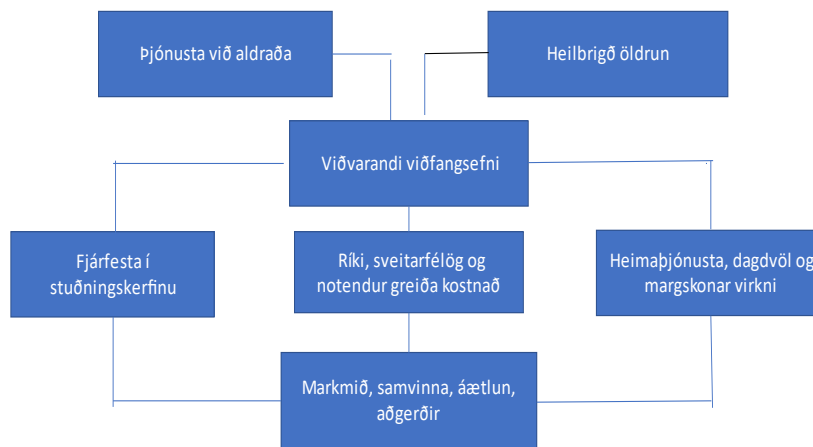 Þjónusta við aldraða
Heilbrigð öldrun
Viðvarandi viðfangsefni
Fjárfesta í
stuðningskerfinu
Ríki, sveitarfélög og
notendur greiða kostnað
Heimaþjónusta, dagdvöl og
margskonar virkni
Markmið, samvinna, áætlun,
aðgerðir